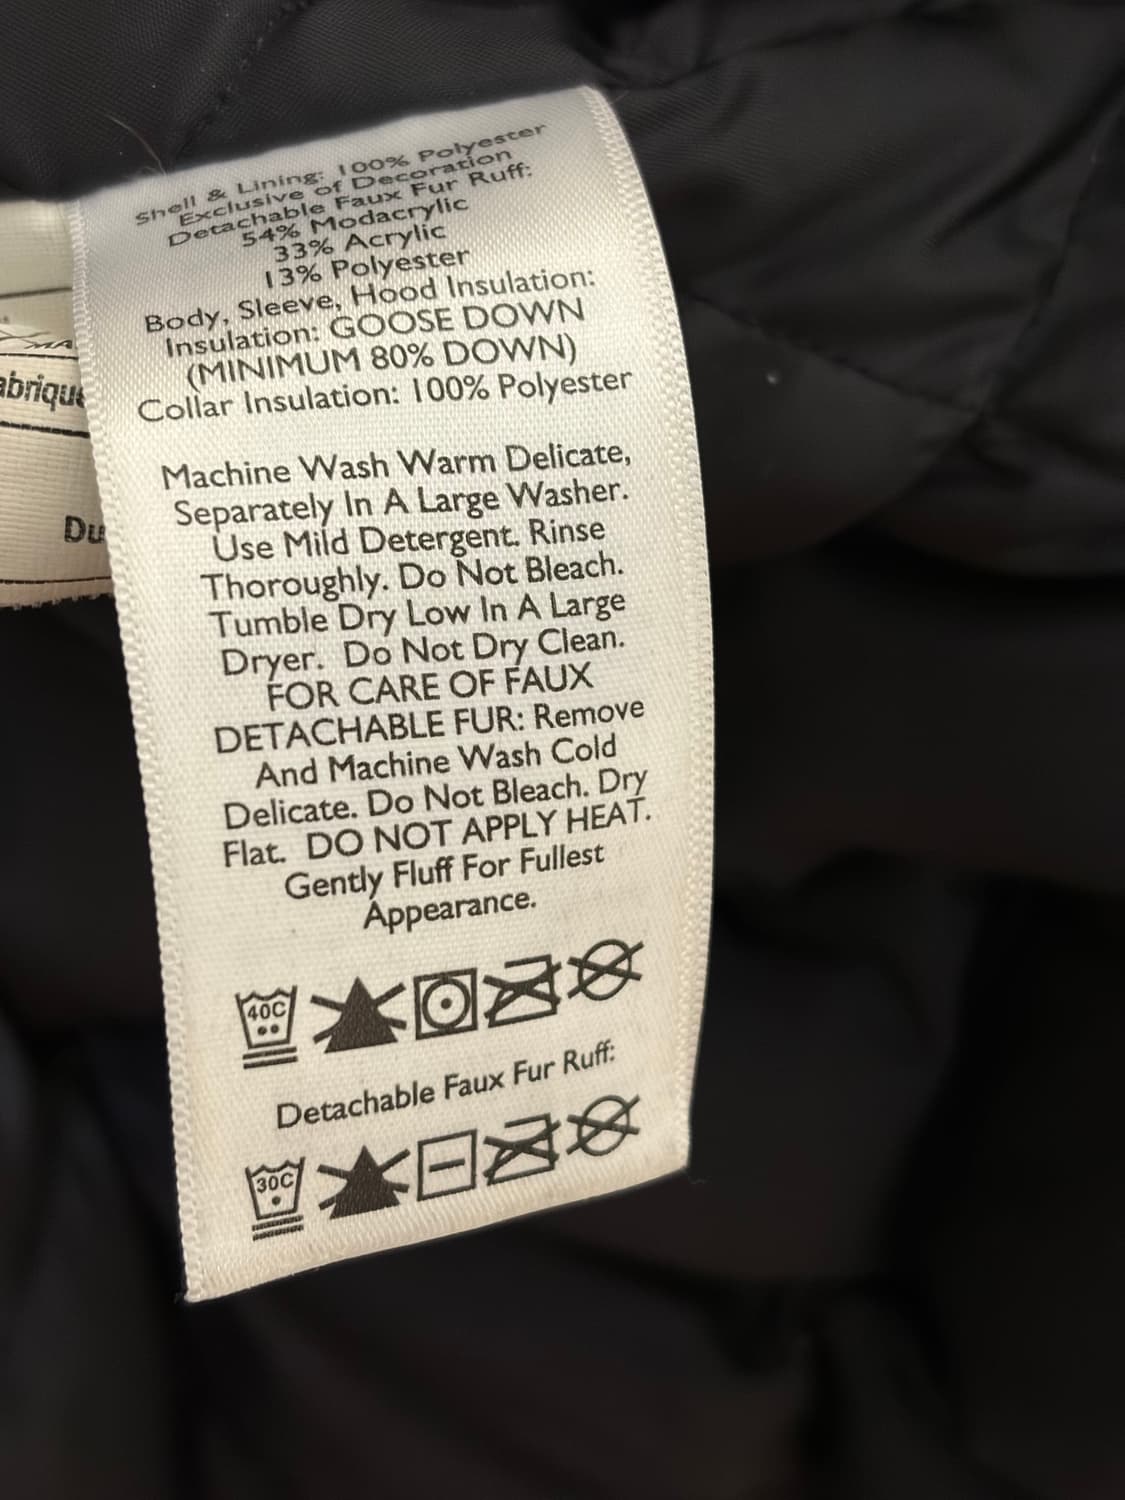 Shell & Lining: 100% Polyester
Exclusive of Decoration
Detachable Faux Fur Ruff:
54% Modacrylic
33% Acrylic
13% Polyester
Body, Sleeve, Hood Insulation:
Insulation: GOOSE DOWN
(MINIMUM 80% DOWN)
Collar Insulation: 100% Polyester
Machine Wash Warm Delicate,
Separately In A Large Washer.
Use Mild Detergent. Rinse
Thoroughly. Do Not Bleach.
Tumble Dry Low In A Large
Dryer. Do Not Dry Clean.
FOR CARE OF FAUX
DETACHABLE FUR: Remove
And Machine Wash Cold
Delicate. Do Not Bleach. Dry
Flat. DO NOT APPLY HEAT.
Gently Fluff For Fullest
Appearance.
40C
Detachable Faux Fur Ruff:
30C
abriqu
Du